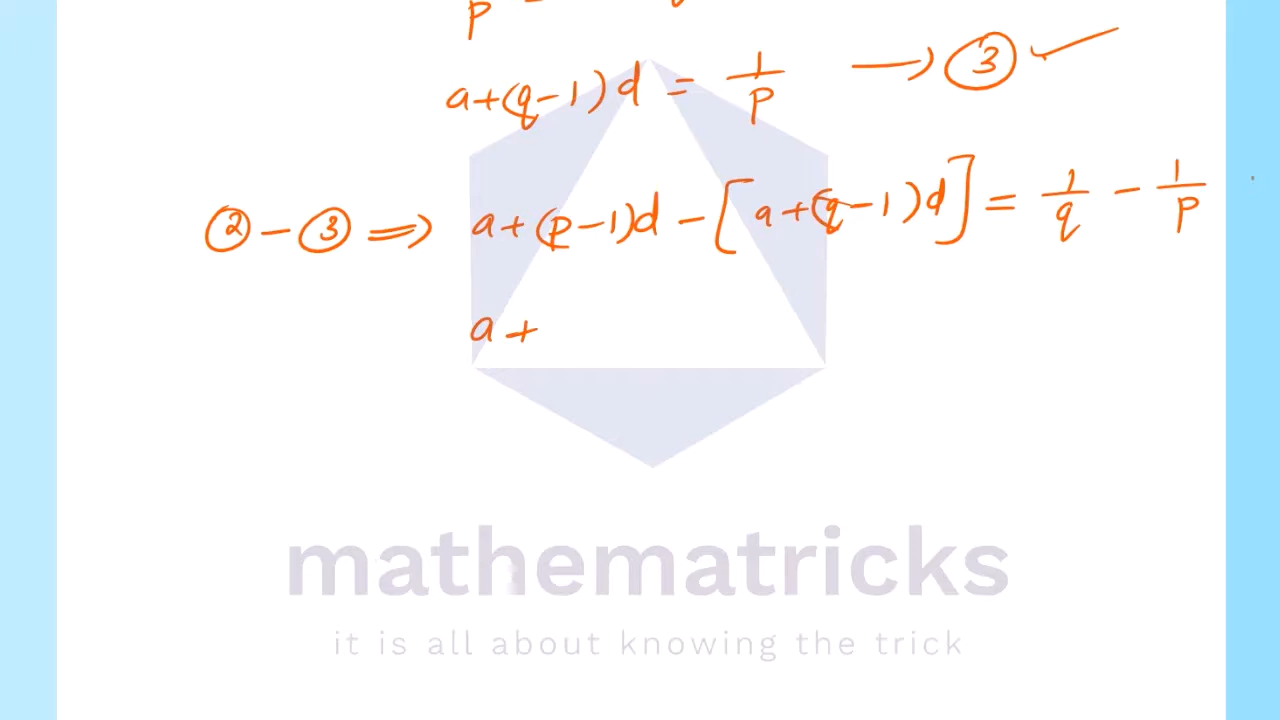 p
a+(q-1)d = 1/p → ③ ✓
② - ③ ⇒ a+(p-1)d - [a+(q-1)d] = 1/q - 1/p
a+
mathematricks
it is all about knowing the trick